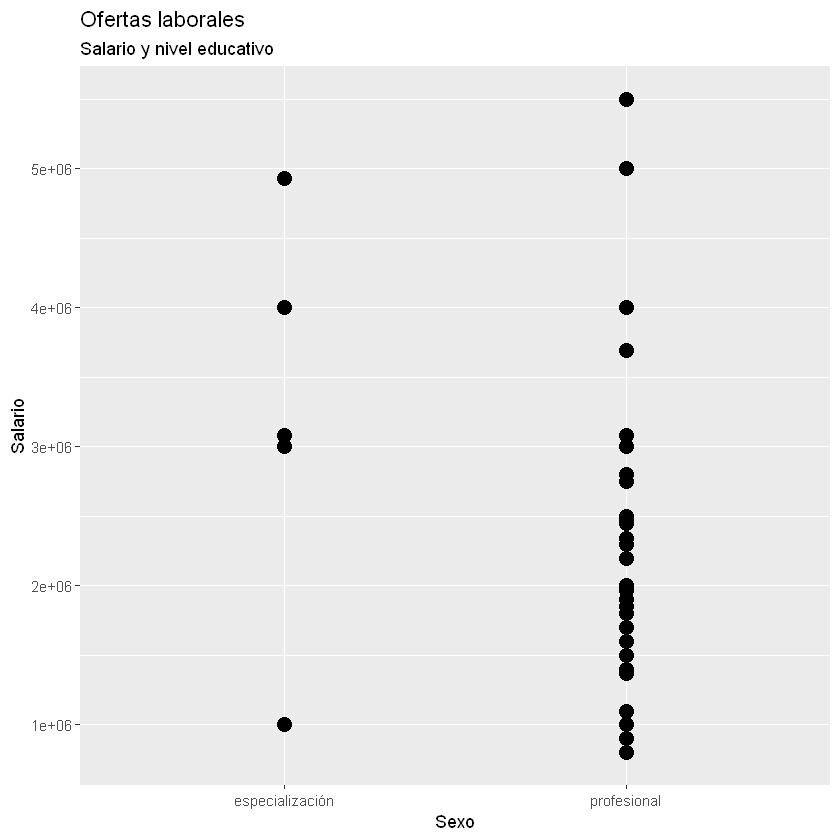 Ofertas laborales
Salario y nivel educativo
5e+06
4e+06
Salario
3e+06
2e+06
1e+06
especialización profesional
Sexo